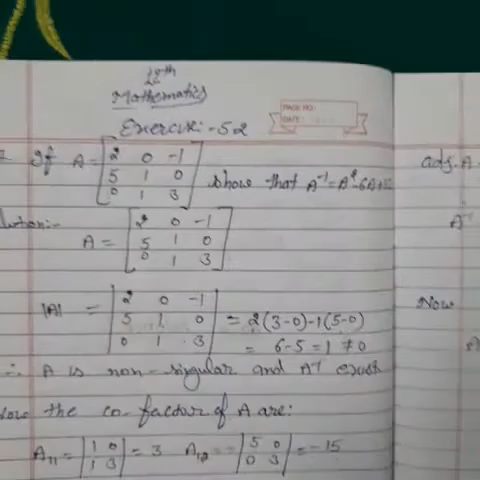 12th
Mathematics
PAGE NO:
DATE:
Exercise:-5.2
If A = [2 0 -1; 5 1 0; 0 1 3], show that A⁻¹ = A² - 6A +
adj. A
A⁻¹
A = [2 0 -1; 5 1 0; 0 1 3]
Now
|A| = |2 0 -1; 5 1 0; 0 1 3| = 2(3-0)-1(5-0)
= 6-5 = 1 ≠ 0
∴ A is non-singular and A⁻¹ exist
the co-factor of A are:
A₁₁ = |1 0; 1 3| = 3 A₁₂ = -|5 0; 0 3| = -15